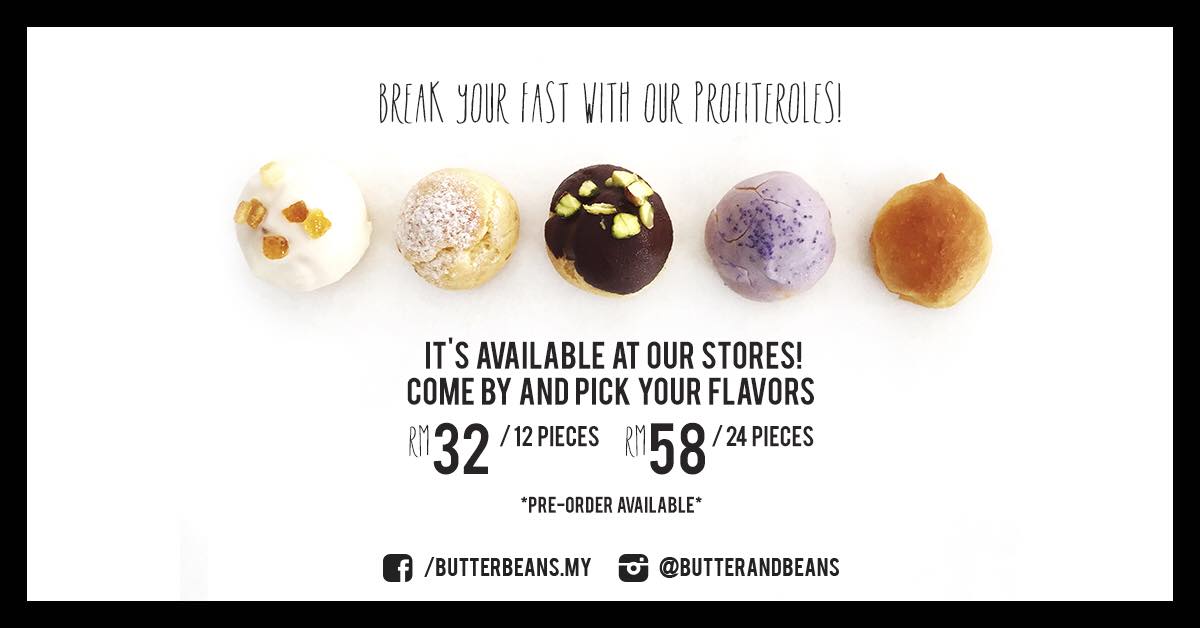 BREAK YOUR FAST WITH OUR PROFITEROLES!
IT'S AVAILABLE AT OUR STORES!
COME BY AND PICK YOUR FLAVORS
RM32 / 12 PIECES RM58 / 24 PIECES
*PRE-ORDER AVAILABLE*
/BUTTERBEANS.MY @BUTTERANDBEANS